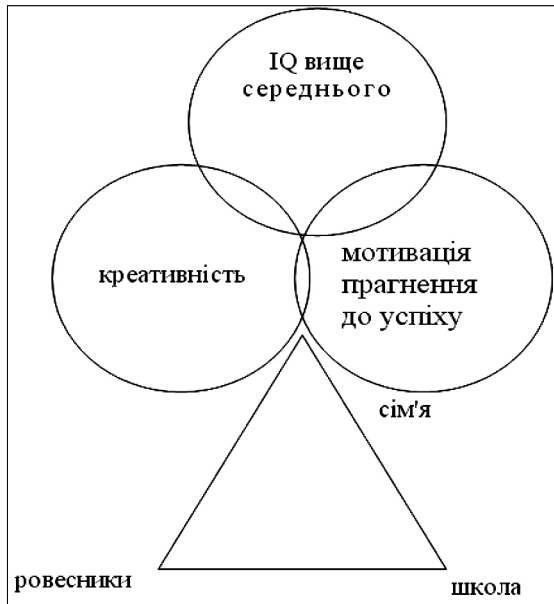 IQ вище
середнього
креативність
мотивація
прагнення
до успіху
сім'я
ровесники
школа